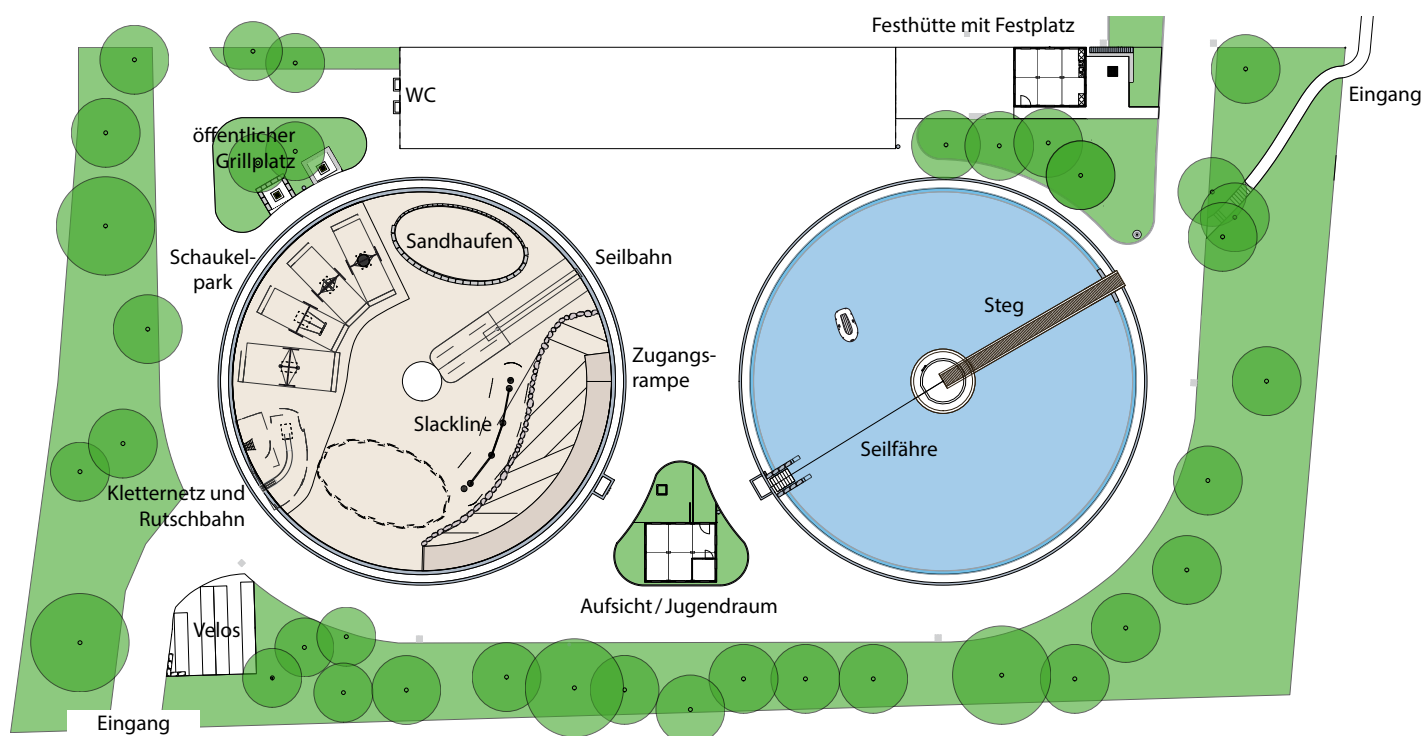 Festhütte mit Festplatz
WC
Eingang
öffentlicher
Grillplatz
Sandhaufen
Schaukel-
park
Seilbahn
Steg
Zugangs-
rampe
Slackline
Seilfähre
Kletternetz und
Rutschbahn
Aufsicht / Jugendraum
Velos
Eingang